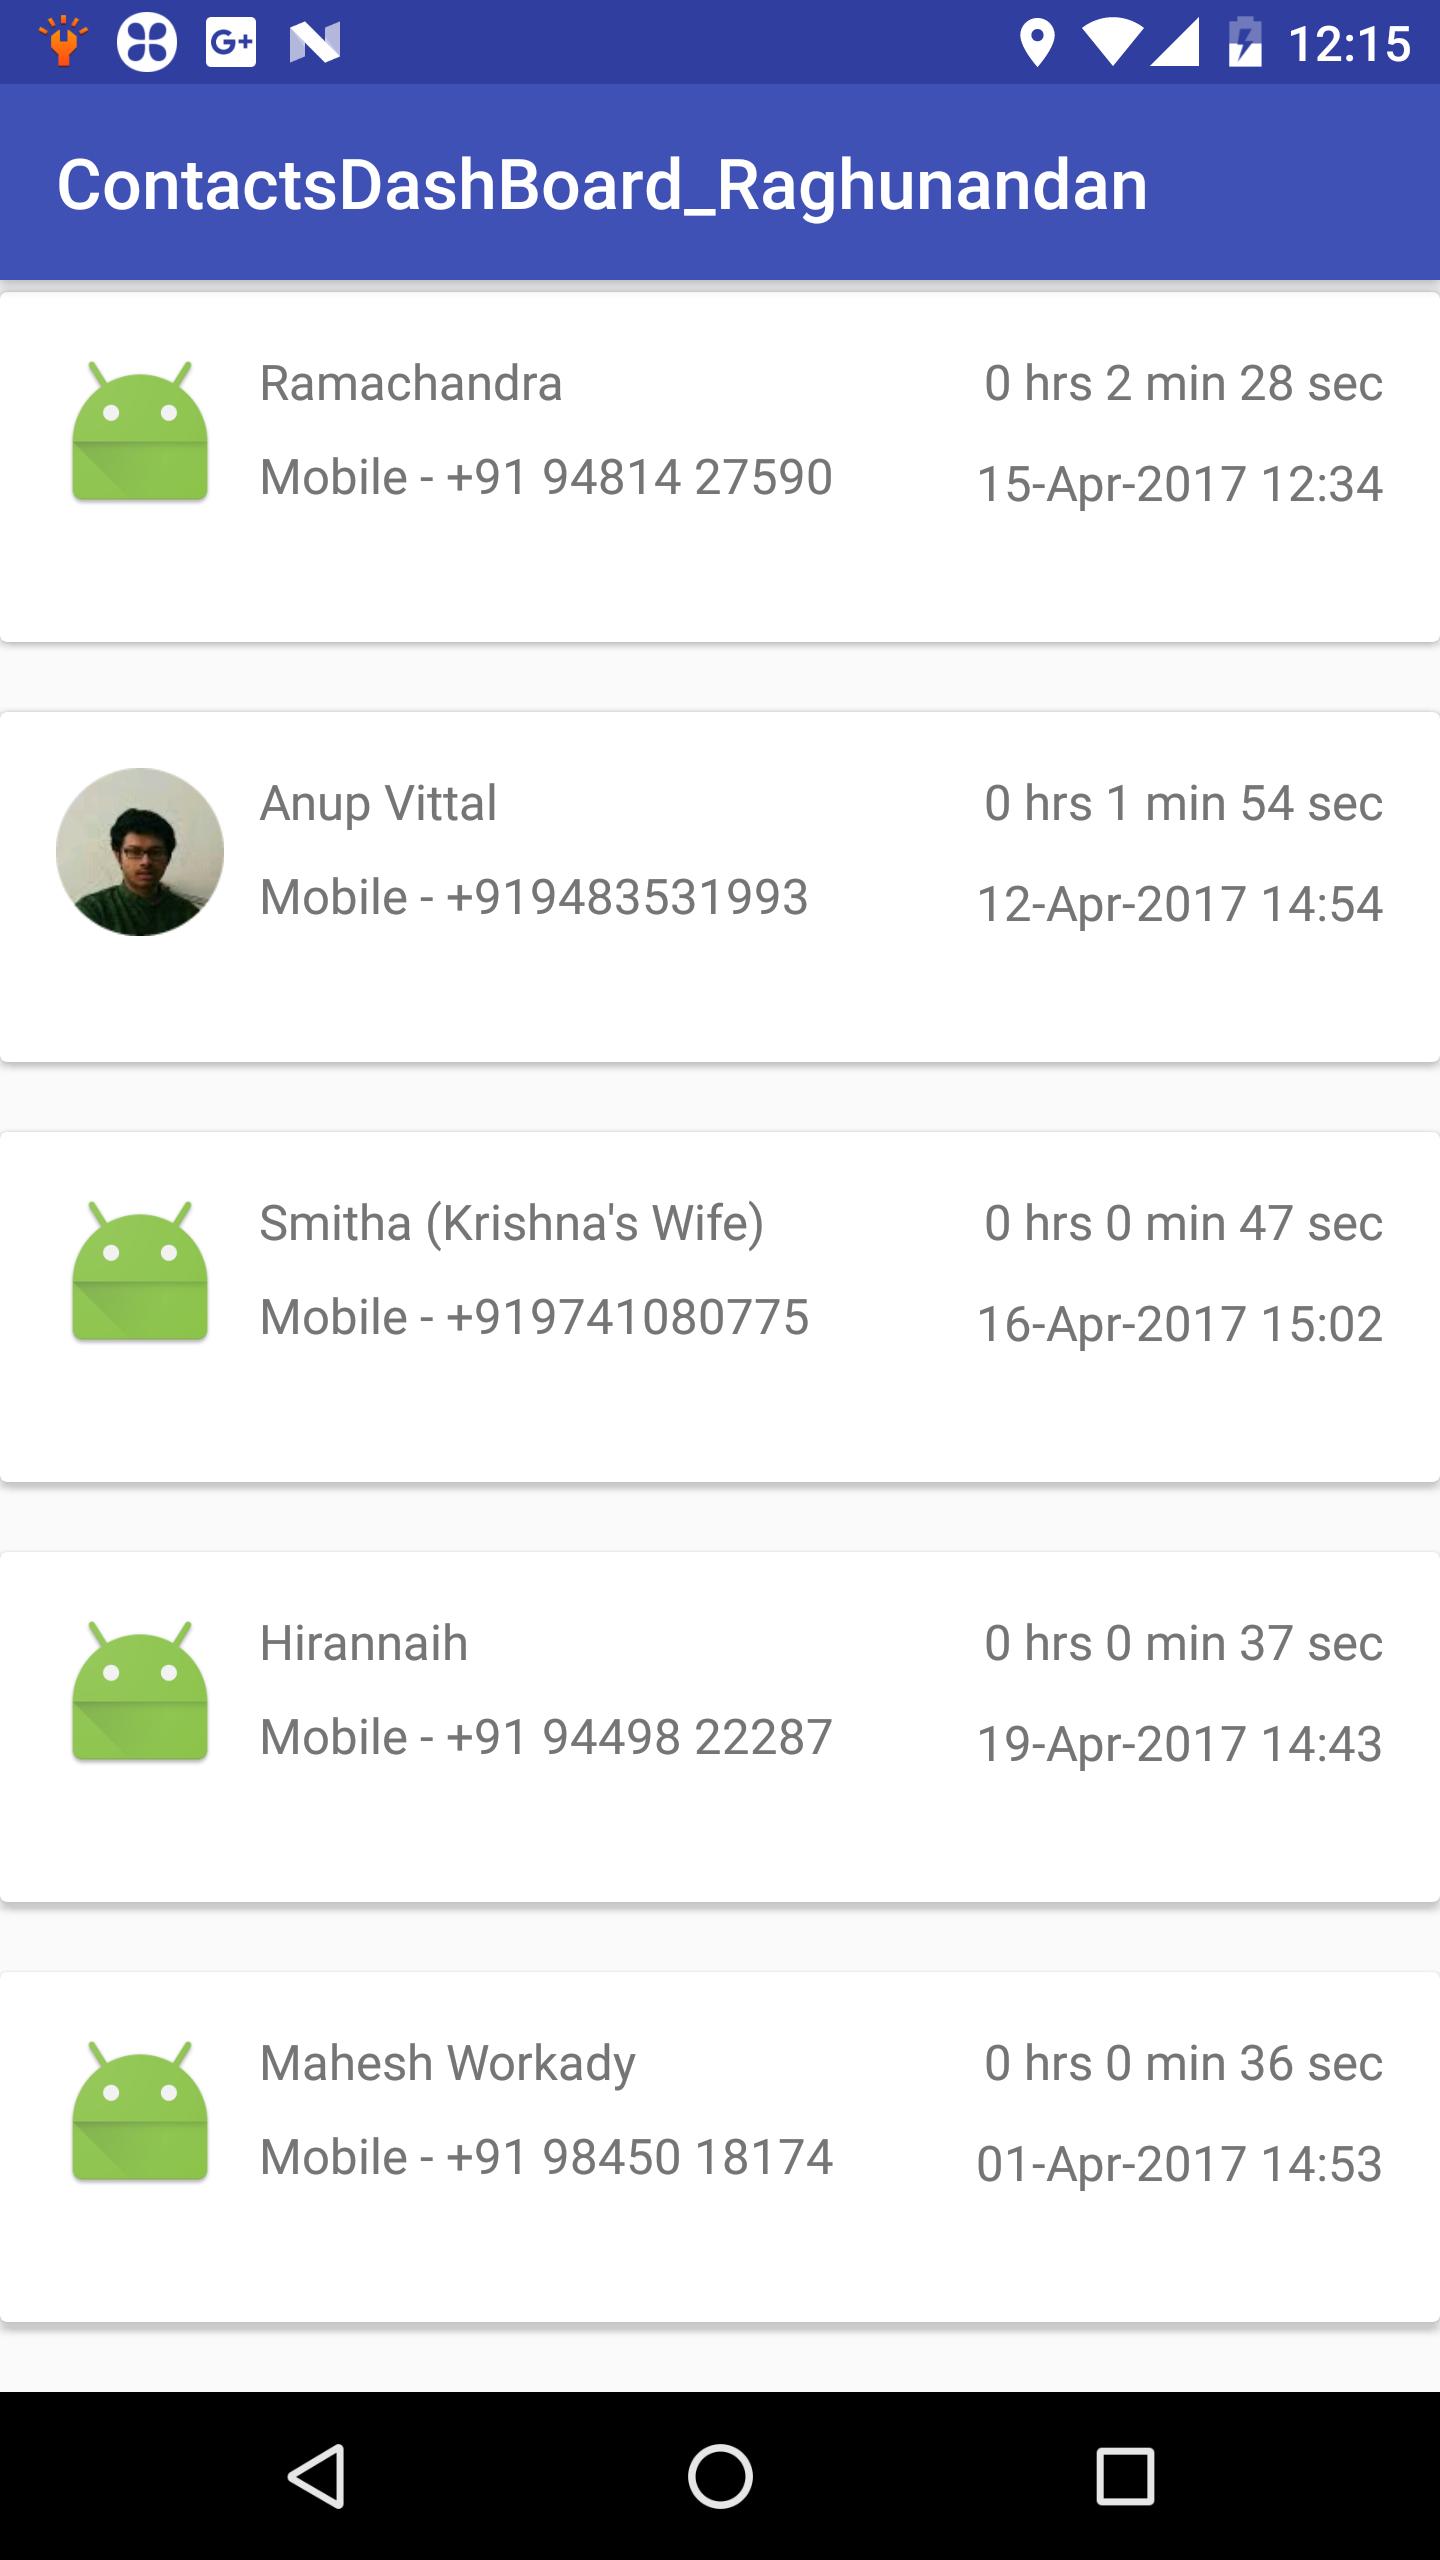 G+ N 12:15
ContactsDashBoard_Raghunandan
Ramachandra 0 hrs 2 min 28 sec
Mobile - +91 94814 27590 15-Apr-2017 12:34
Anup Vittal 0 hrs 1 min 54 sec
Mobile - +919483531993 12-Apr-2017 14:54
Smitha (Krishna's Wife) 0 hrs 0 min 47 sec
Mobile - +919741080775 16-Apr-2017 15:02
Hirannaih 0 hrs 0 min 37 sec
Mobile - +91 94498 22287 19-Apr-2017 14:43
Mahesh Workady 0 hrs 0 min 36 sec
Mobile - +91 98450 18174 01-Apr-2017 14:53